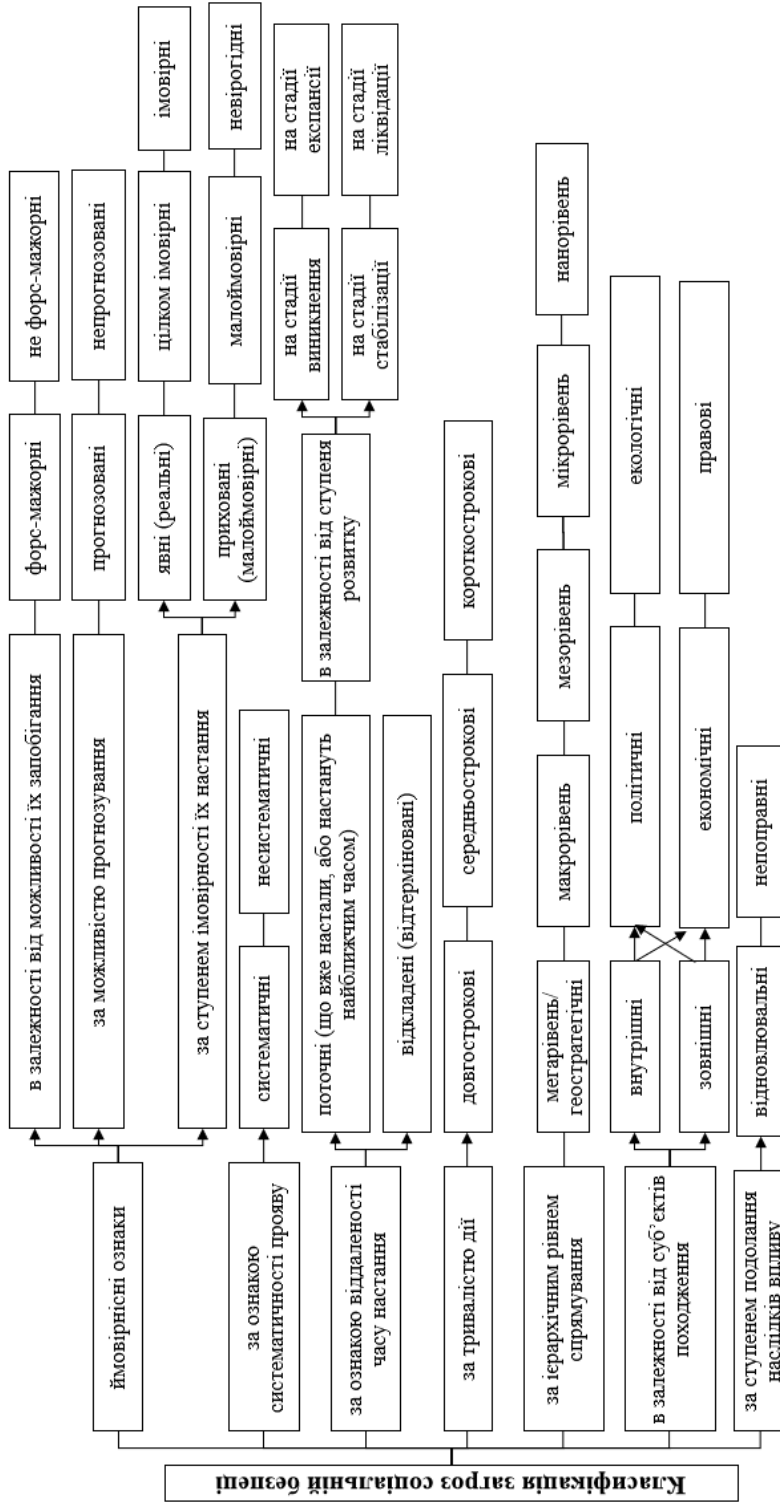 Класифікація загроз соціальній безпеці
ймовірнісні ознаки
в залежності від можливості їх запобігання
форс-мажорні
не форс-мажорні
за можливістю прогнозування
прогнозовані
непрогнозовані
за ступенем імовірності їх настання
явні (реальні)
цілком імовірні
імовірні
приховані
(малоймовірні)
малоймовірні
невірогідні
за ознакою
систематичності прояву
систематичні
несистематичні
за ознакою віддаленості
часу настання
поточні (що вже настали, або настануть
найближчим часом)
в залежності від ступеня
розвитку
на стадії
виникнення
на стадії
експансії
на стадії
стабілізації
на стадії
ліквідації
відкладені (відтерміновані)
за тривалістю дії
довгострокові
середньострокові
короткострокові
за ієрархічним рівнем
спрямування
мегарівень/
геостратегічні
макрорівень
мезорівень
мікрорівень
нанорівень
в залежності від суб’єктів
походження
внутрішні
політичні
екологічні
зовнішні
економічні
правові
за ступенем подолання
наслідків впливу
відновлювальні
непоправні